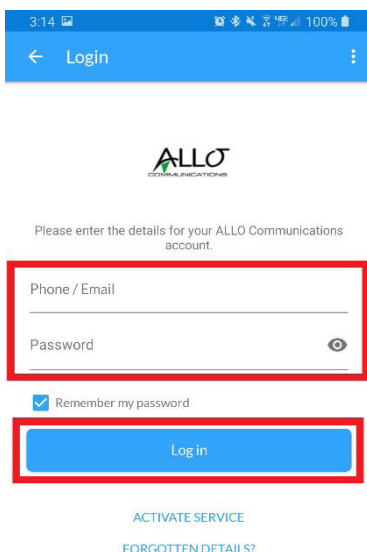 3:14 100%
Login
ALLO
COMMUNICATIONS
Please enter the details for your ALLO Communications
account.
Phone / Email
Password
Remember my password
Log in
ACTIVATE SERVICE
FORGOTTEN DETAILS?